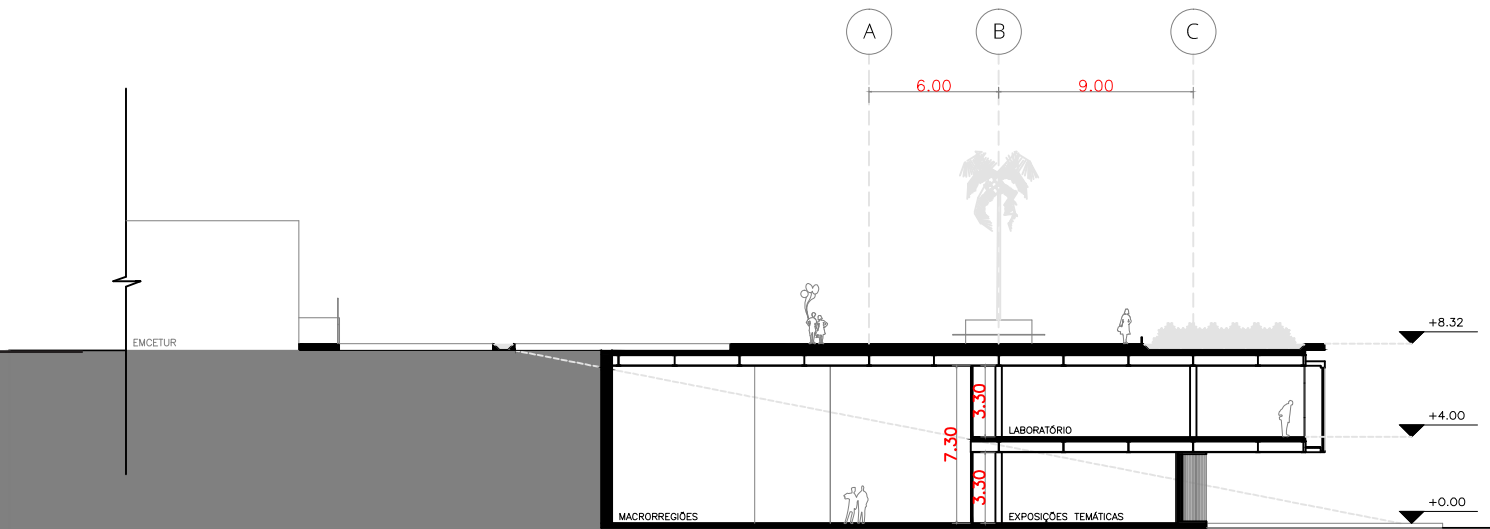 A
B
C
6.00
9.00
EMCETUR
+8.32
3.30
LABORATÓRIO
+4.00
7.30
3.30
MACRORREGIÕES
EXPOSIÇÕES TEMÁTICAS
+0.00